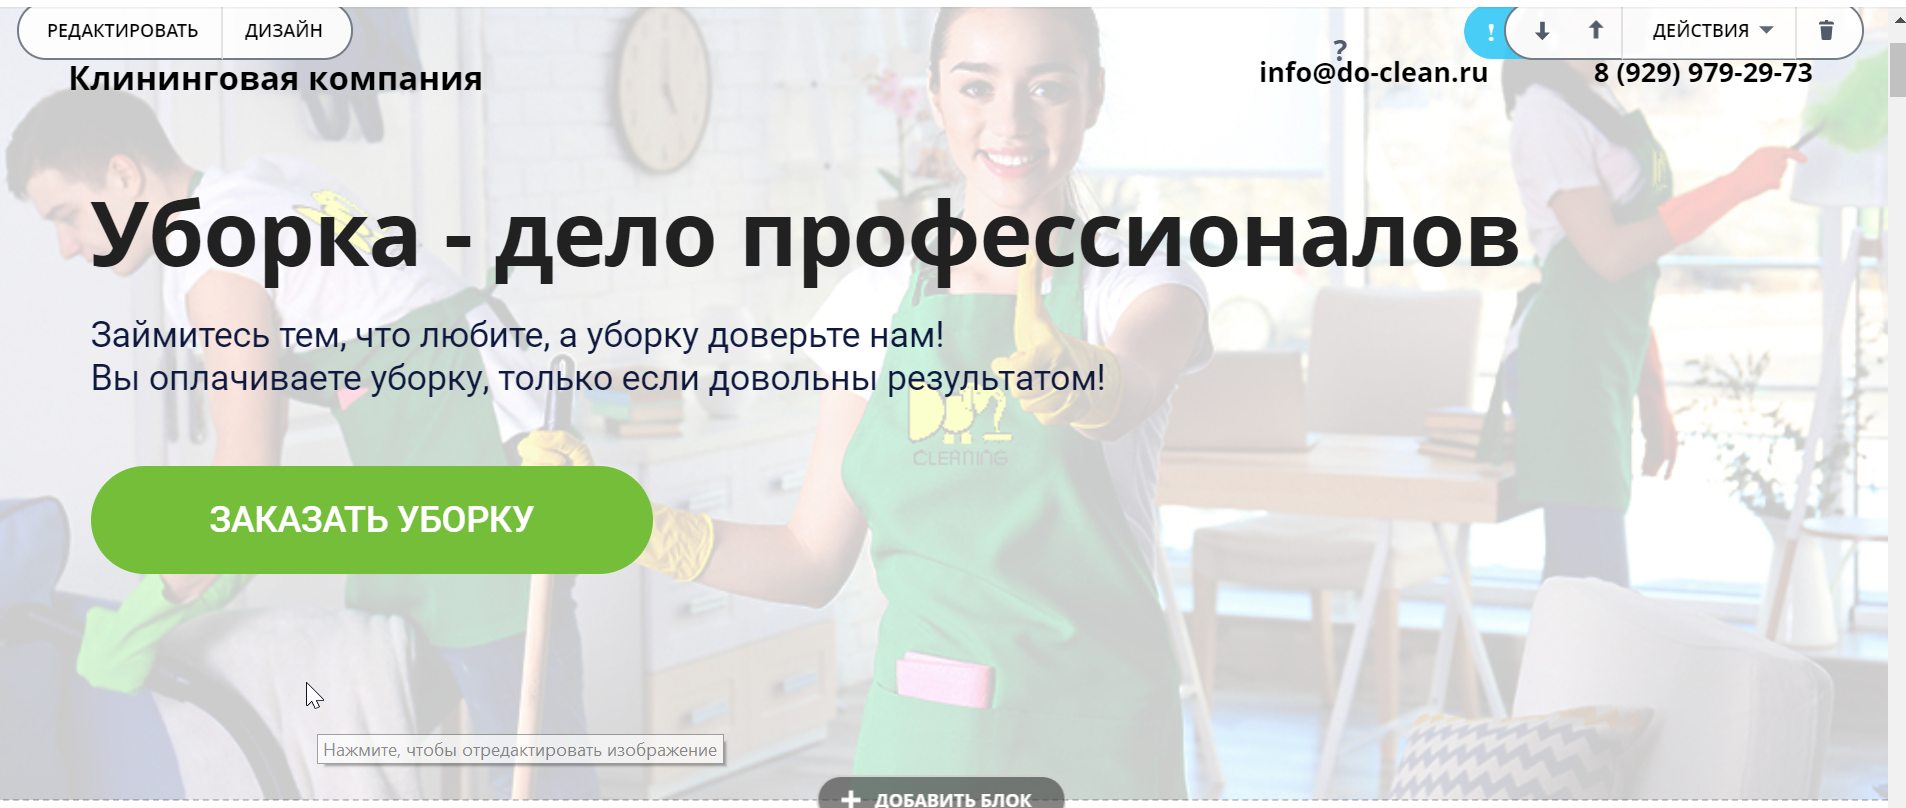 РЕДАКТИРОВАТЬ ДИЗАЙН ! ДЕЙСТВИЯ
?
Клининговая компания info@do-clean.ru 8 (929) 979-29-73
Уборка - дело профессионалов
Займитесь тем, что любите, а уборку доверьте нам!
Вы оплачиваете уборку, только если довольны результатом!
CLEANING
ЗАКАЗАТЬ УБОРКУ
Нажмите, чтобы отредактировать изображение
+ ДОБАВИТЬ БЛОК